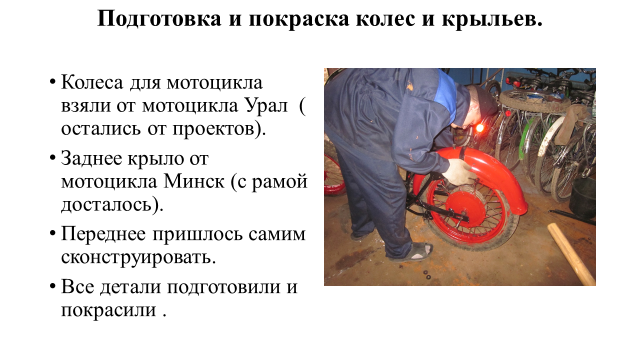 Подготовка и покраска колес и крыльев.
• Колеса для мотоцикла
взяли от мотоцикла Урал (
остались от проектов).
• Заднее крыло от
мотоцикла Минск (с рамой
досталось).
• Переднее пришлось самим
сконструировать.
• Все детали подготовили и
покрасили .